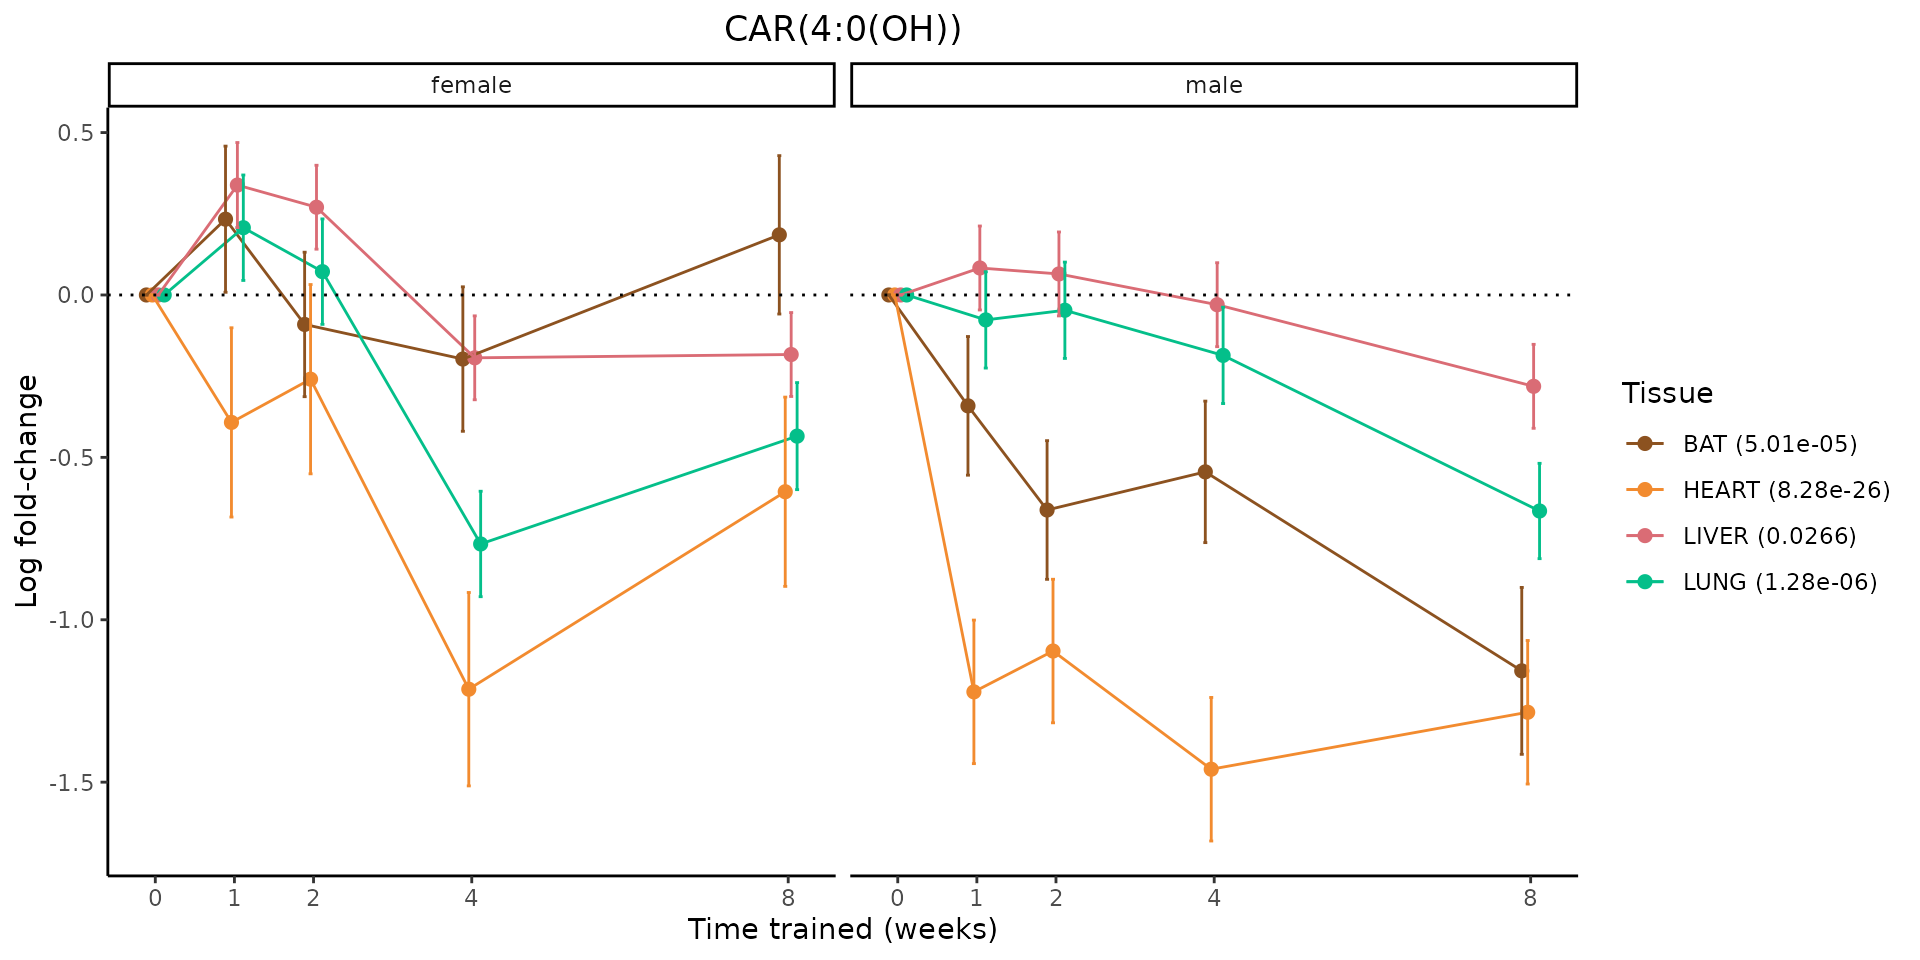 CAR(4:0(OH))
female
male
0.5
0.0
-0.5
-1.0
-1.5
Log fold-change
0 1 2 4 8
0 1 2 4 8
Time trained (weeks)
Tissue
BAT (5.01e-05)
HEART (8.28e-26)
LIVER (0.0266)
LUNG (1.28e-06)